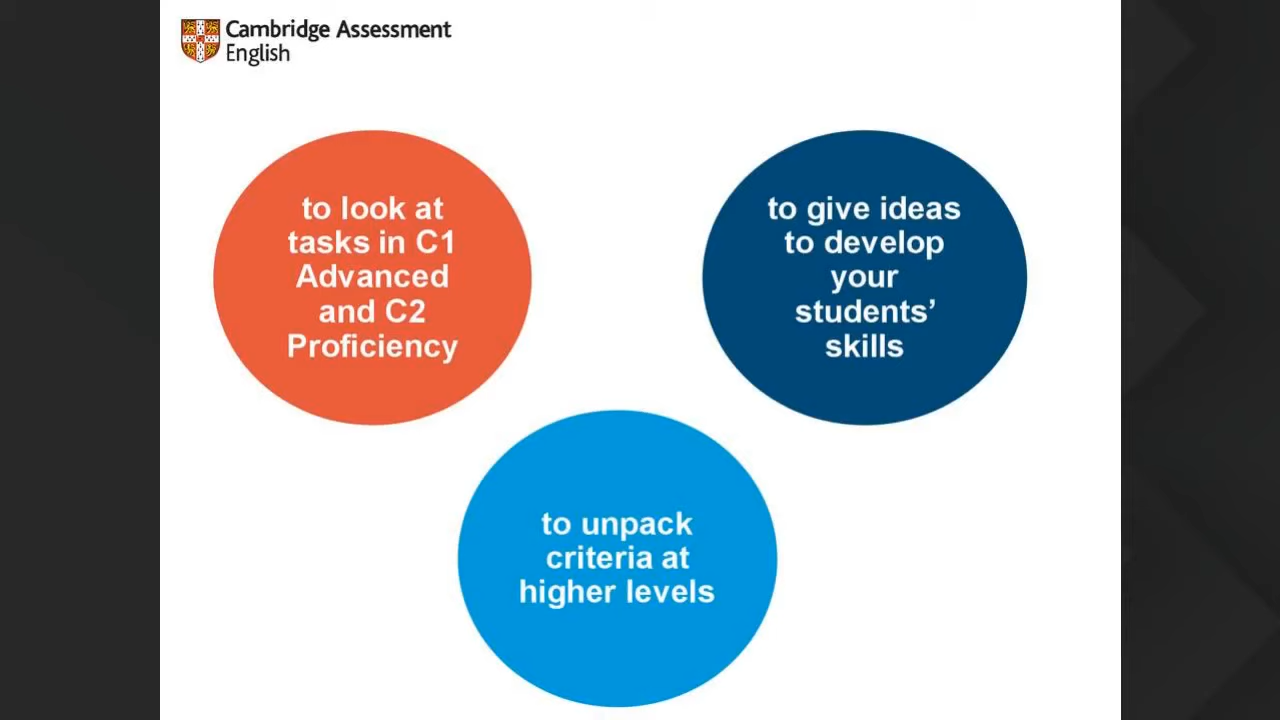 Cambridge Assessment
English
to look at
tasks in C1
Advanced
and C2
Proficiency
to give ideas
to develop
your
students’
skills
to unpack
criteria at
higher levels